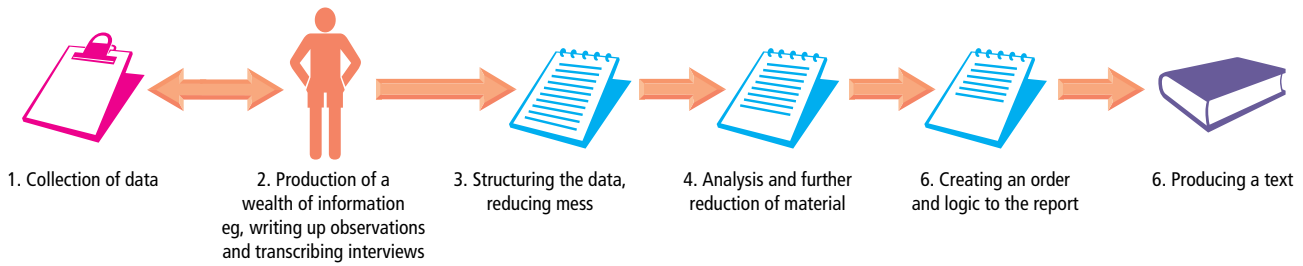 1. Collection of data
2. Production of a
wealth of information
eg, writing up observations
and transcribing interviews
3. Structuring the data,
reducing mess
4. Analysis and further
reduction of material
6. Creating an order
and logic to the report
6. Producing a text